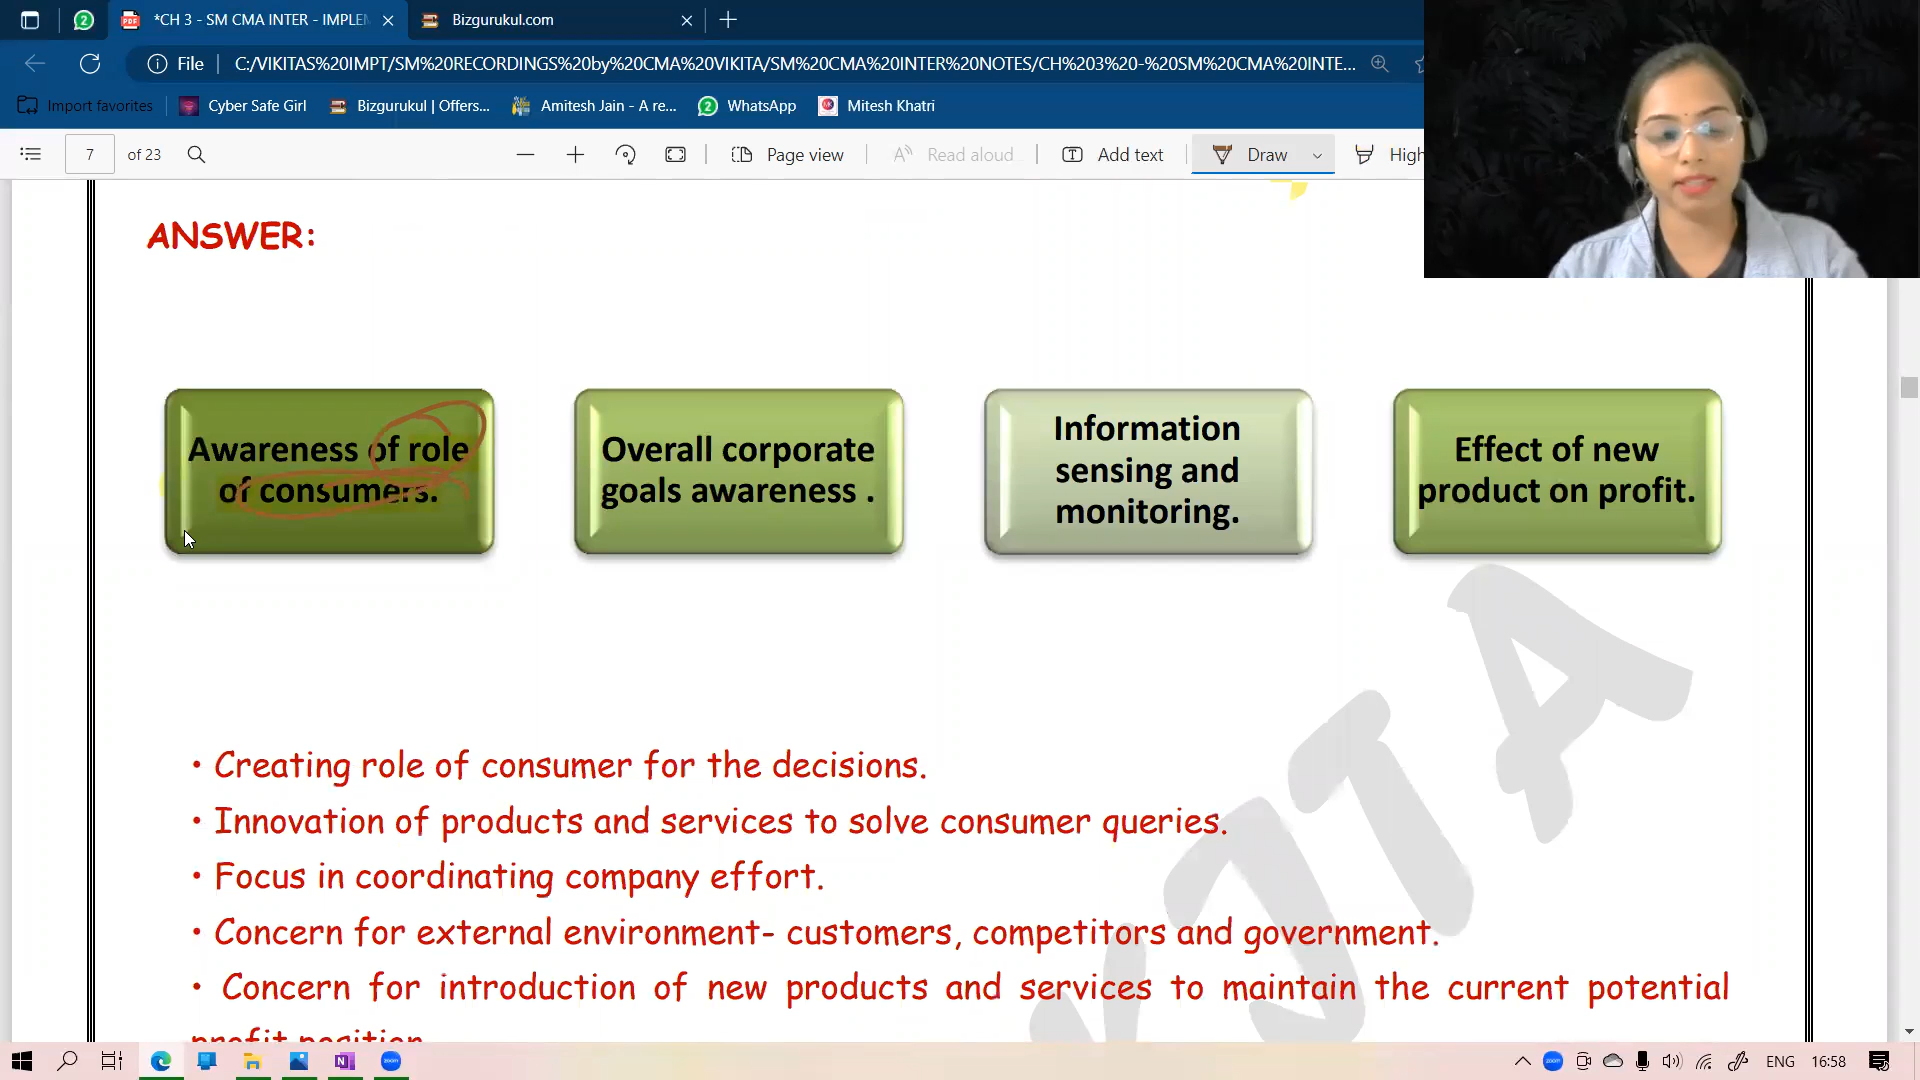 *CH 3 - SM CMA INTER - IMPLEM
Bizgurukul.com
File
C:/VIKITAS%20IMPT/SM%20RECORDINGS%20by%20CMA%20VIKITA/SM%20CMA%20INTER%20NOTES/CH%203%20-%20SM%20CMA%20INTE...
Import favorites
Cyber Safe Girl
Bizgurukul | Offers...
Amitesh Jain - A re...
2 WhatsApp
Mitesh Khatri
7 of 23
Page view
Read aloud
Add text
Draw
High
ANSWER:
Awareness of role
of consumers.
Overall corporate
goals awareness .
Information
sensing and
monitoring.
Effect of new
product on profit.
• Creating role of consumer for the decisions.
• Innovation of products and services to solve consumer queries.
• Focus in coordinating company effort.
• Concern for external environment- customers, competitors and government.
• Concern for introduction of new products and services to maintain the current potential
profit position
ENG
16:58